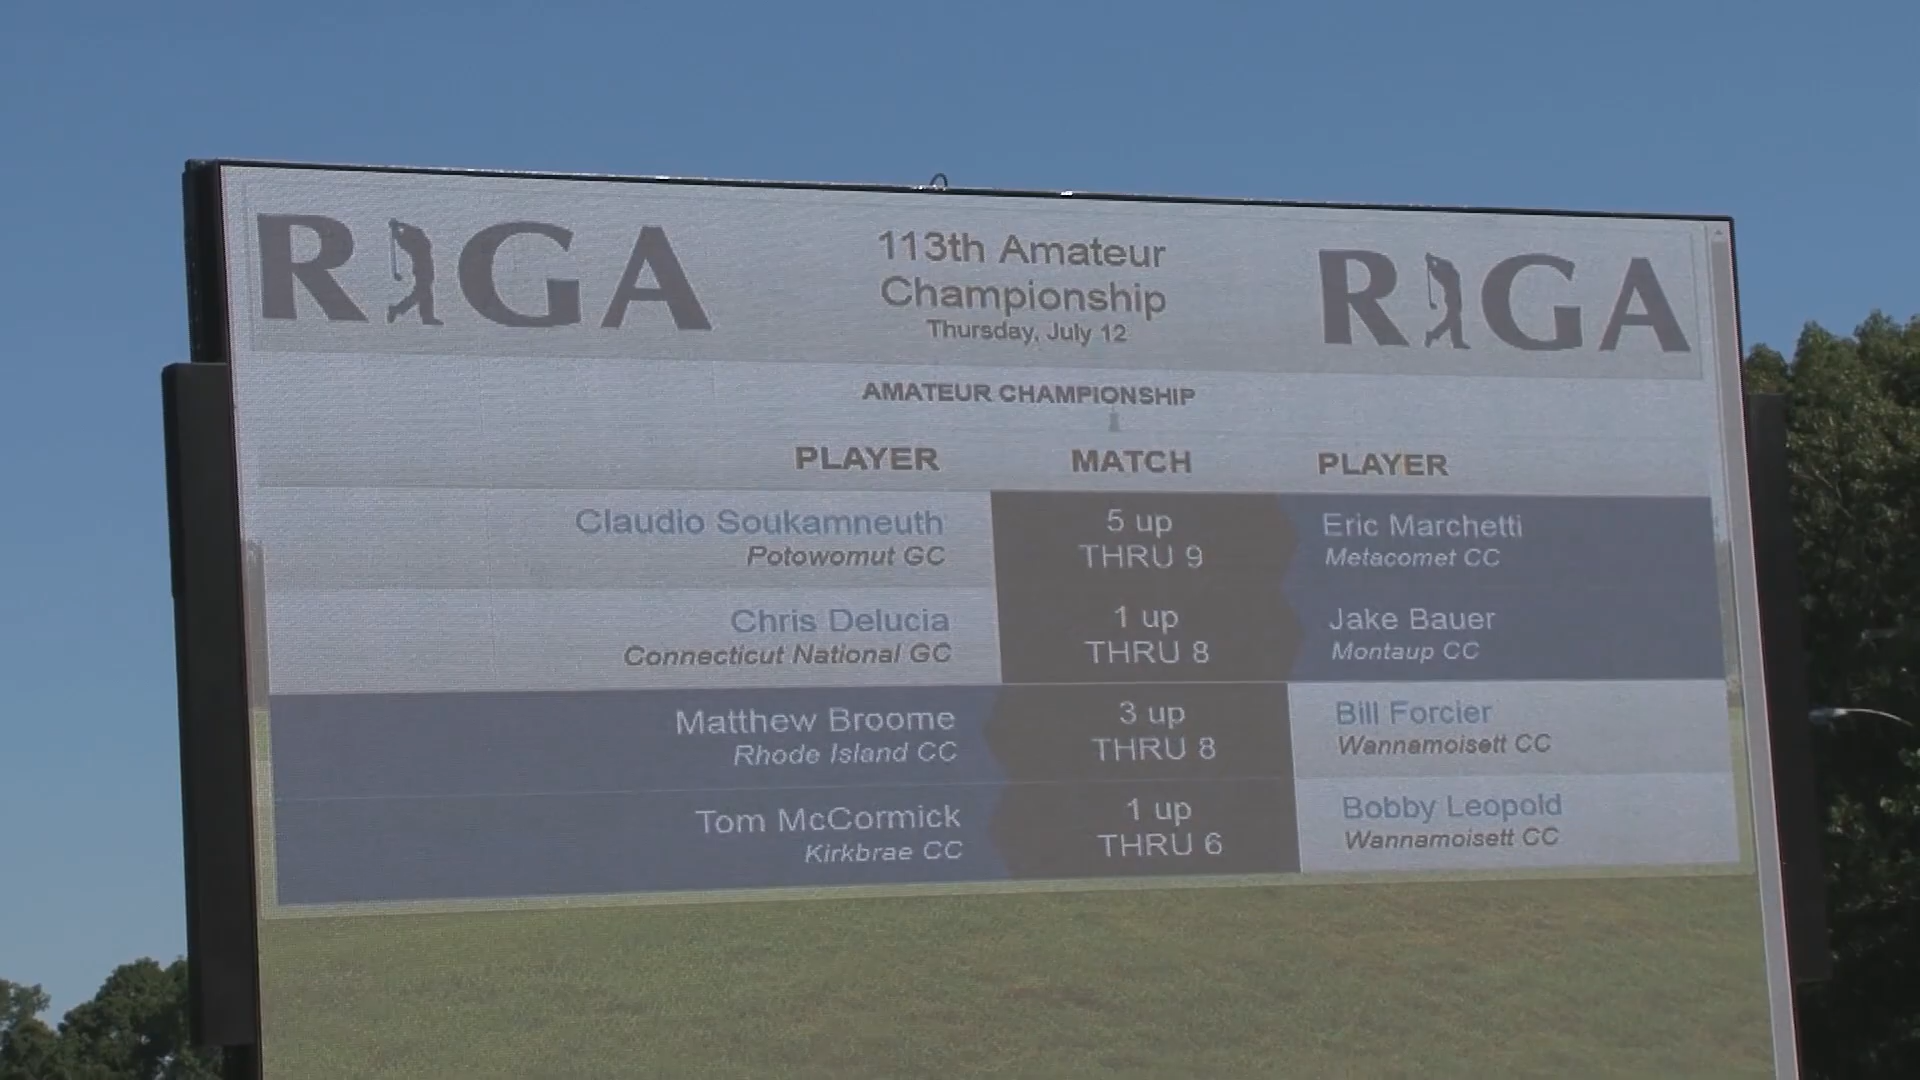 RIGA
113th Amateur
Championship
Thursday, July 12
RIGA
AMATEUR CHAMPIONSHIP
PLAYER MATCH PLAYER
Claudio Soukamneuth 5 up Eric Marchetti
Potowomut GC THRU 9 Metacomet CC
Chris Delucia 1 up Jake Bauer
Connecticut National GC THRU 8 Montaup CC
Matthew Broome 3 up Bill Forcier
Rhode Island CC THRU 8 Wannamoisett CC
Tom McCormick 1 up Bobby Leopold
Kirkbrae CC THRU 6 Wannamoisett CC